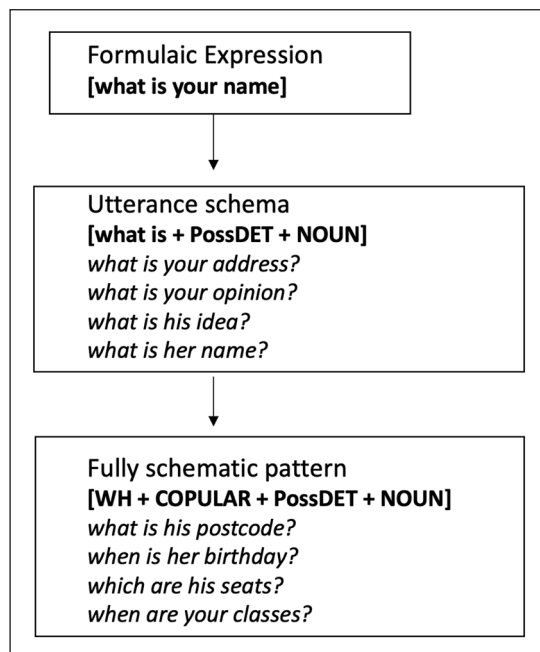 Formulaic Expression
[what is your name]
Utterance schema
[what is + PossDET + NOUN]
what is your address?
what is your opinion?
what is his idea?
what is her name?
Fully schematic pattern
[WH + COPULAR + PossDET + NOUN]
what is his postcode?
when is her birthday?
which are his seats?
when are your classes?